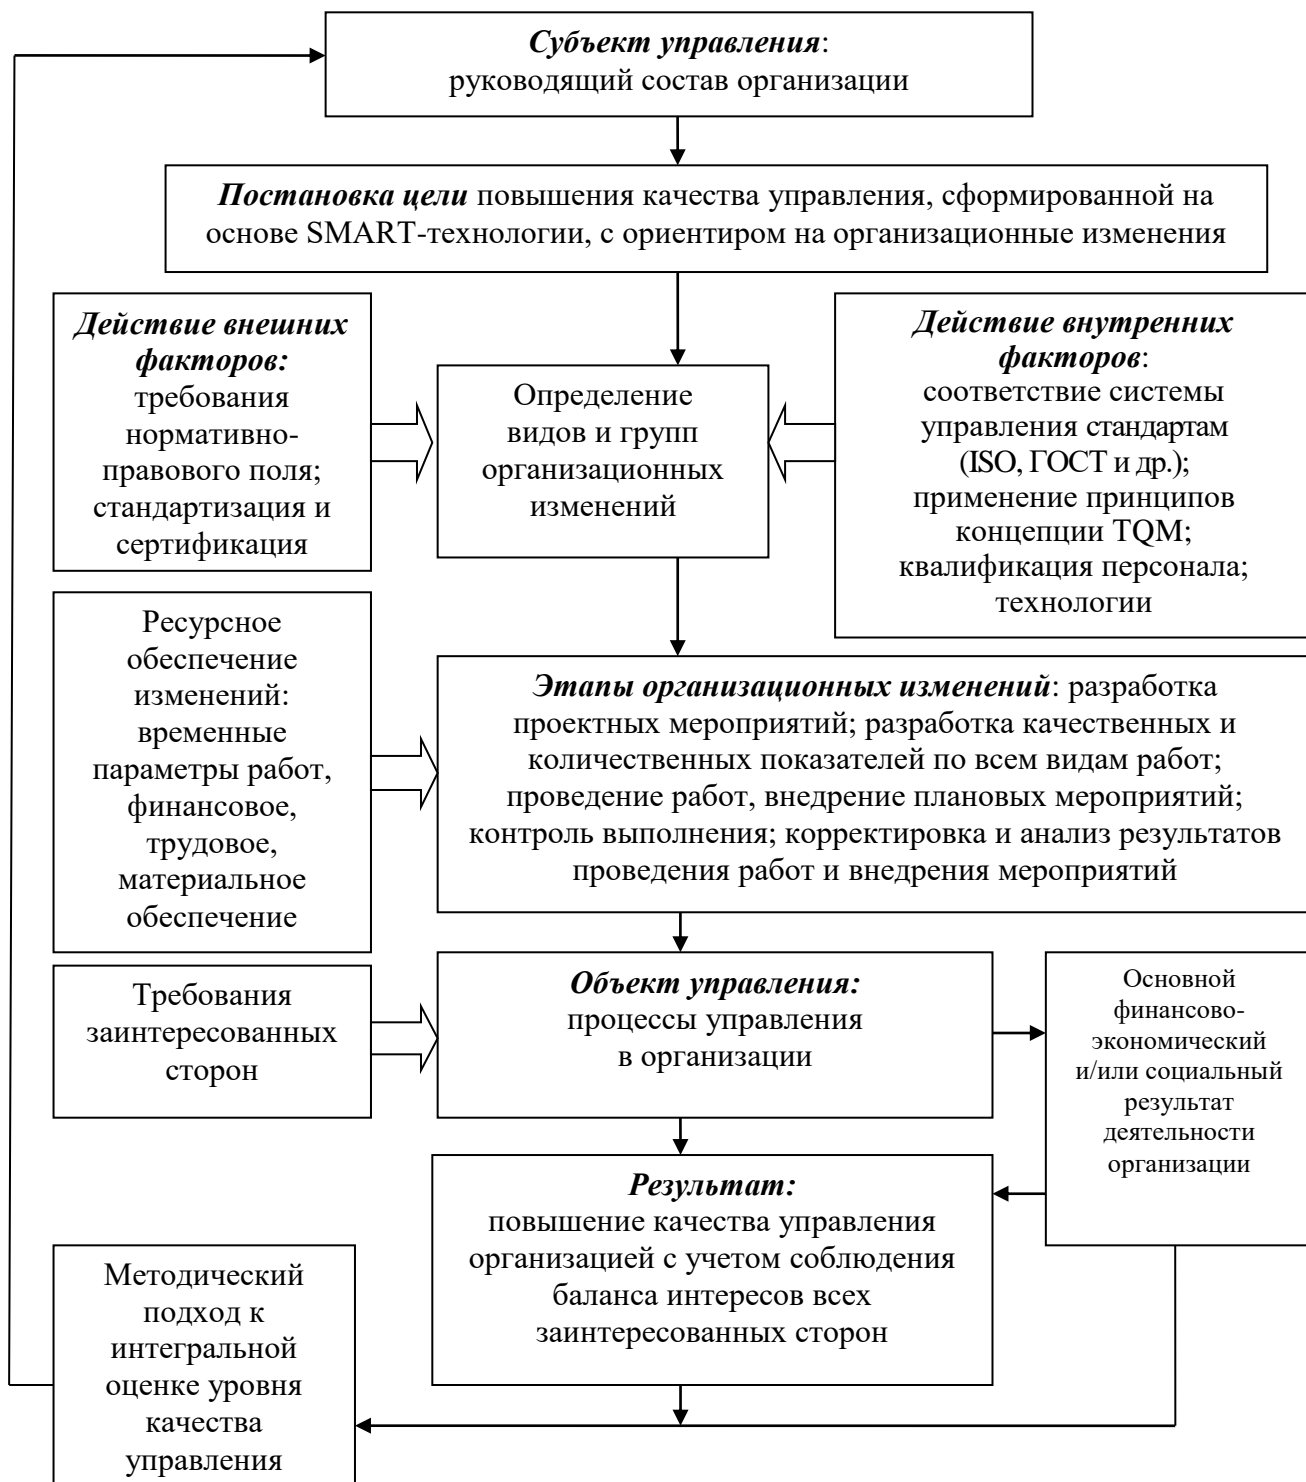 Субъект управления:
руководящий состав организации
Постановка цели повышения качества управления, сформированной на
основе SMART-технологии, с ориентиром на организационные изменения
Действие внешних
факторов:
требования
нормативно-
правового поля;
стандартизация и
сертификация
Определение
видов и групп
организационных
изменений
Действие внутренних
факторов:
соответствие системы
управления стандартам
(ISO, ГОСТ и др.);
применение принципов
концепции TQM;
квалификация персонала;
технологии
Ресурсное
обеспечение
изменений:
временные
параметры работ,
финансовое,
трудовое,
материальное
обеспечение
Этапы организационных изменений: разработка
проектных мероприятий; разработка качественных и
количественных показателей по всем видам работ;
проведение работ, внедрение плановых мероприятий;
контроль выполнения; корректировка и анализ результатов
проведения работ и внедрения мероприятий
Требования
заинтересованных
сторон
Объект управления:
процессы управления
в организации
Основной
финансово-
экономический
и/или социальный
результат
деятельности
организации
Результат:
повышение качества управления
организацией с учетом соблюдения
баланса интересов всех
заинтересованных сторон
Методический
подход к
интегральной
оценке уровня
качества
управления